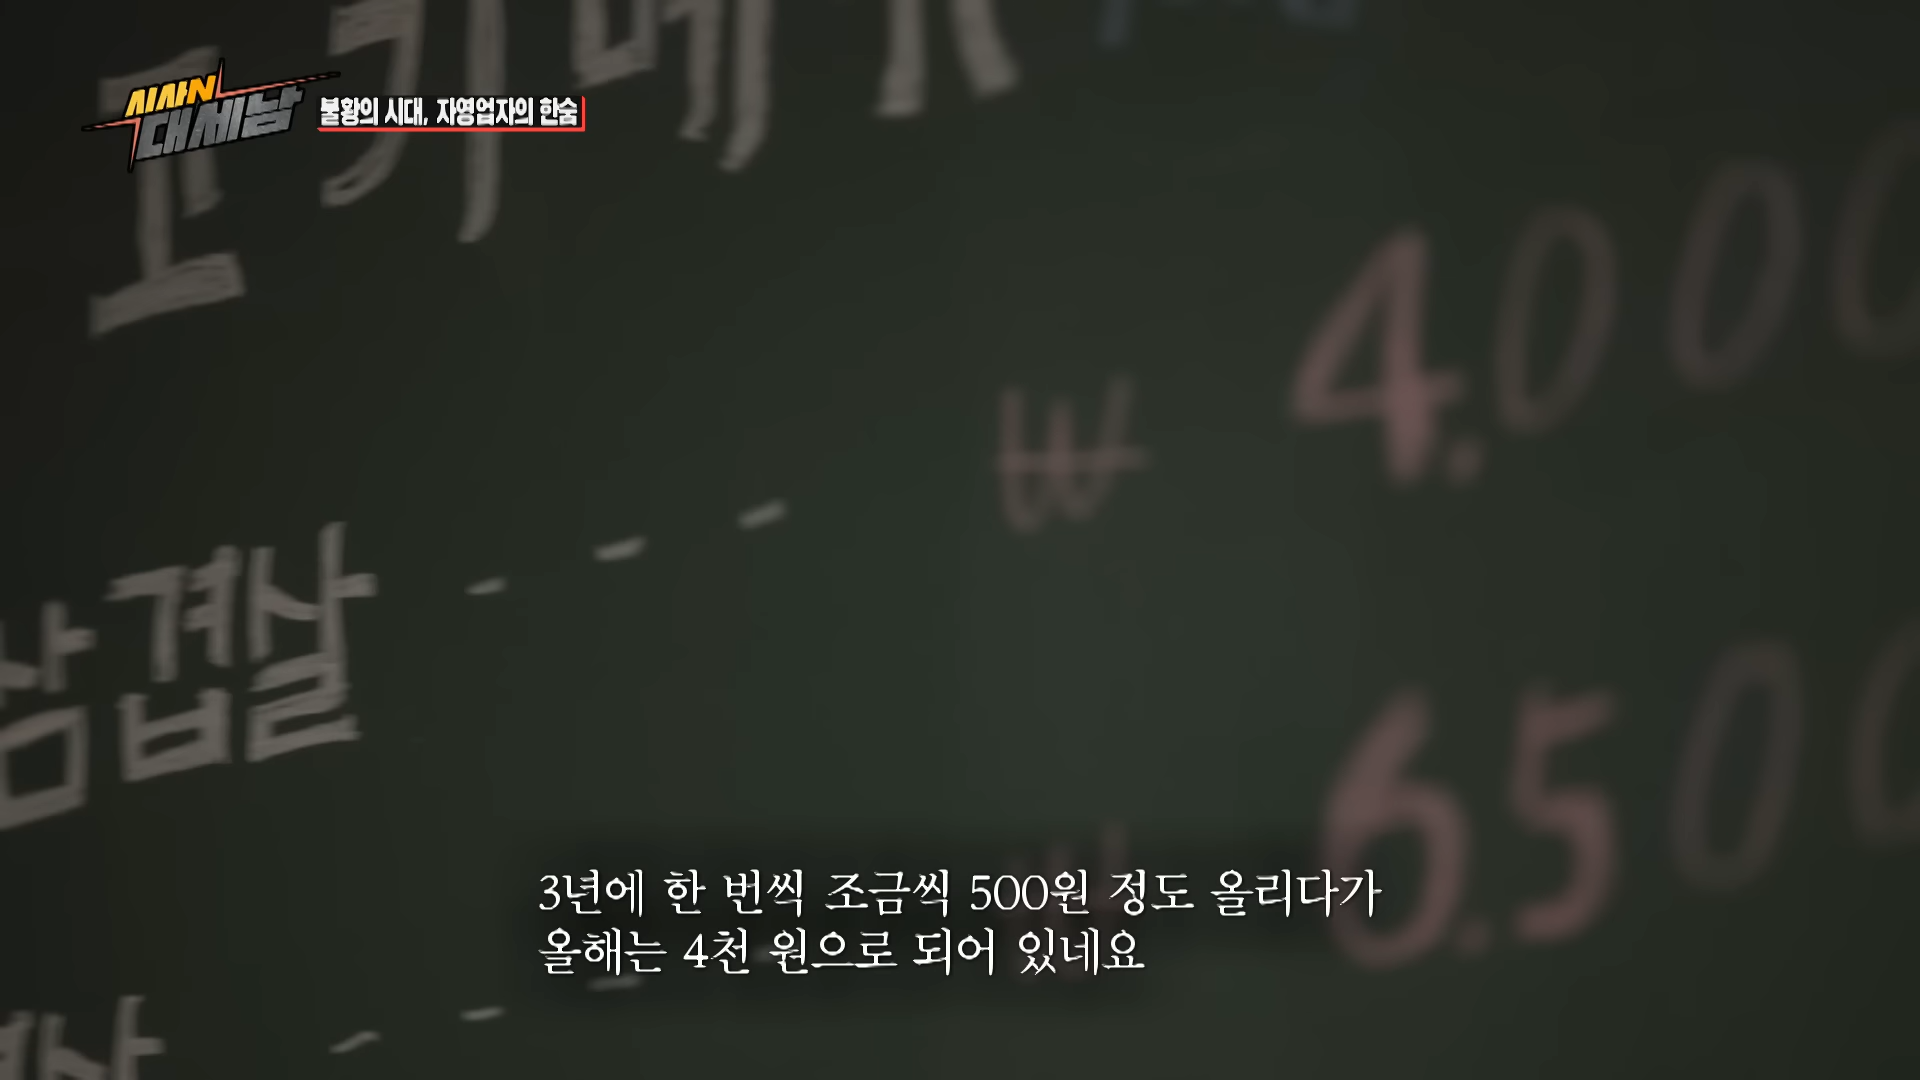 시사N
대세남
불황의 시대, 자영업자의 한숨
₩ 4.000
삼겹살
6.500
3년에 한 번씩 조금씩 500원 정도 올리다가
올해는 4천 원으로 되어 있네요